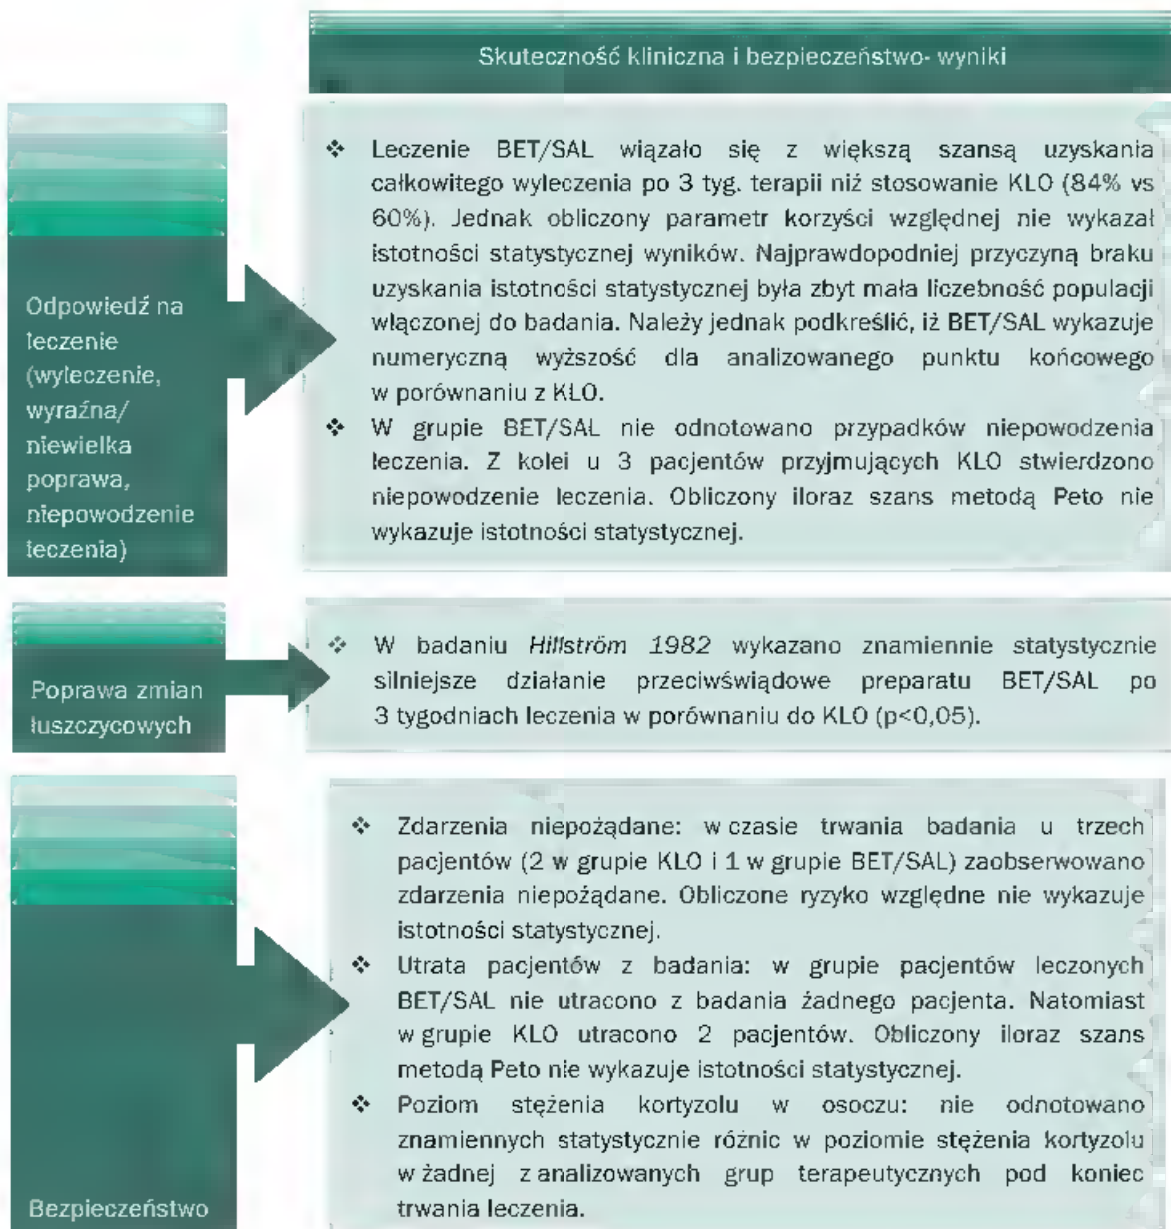 Skuteczność kliniczna i bezpieczeństwo- wyniki
Odpowiedź na
leczenie
(wyleczenie,
wyraźna/
niewielka
poprawa,
niepowodzenie
leczenia)
❖ Leczenie BET/SAL wiązało się z większą szansą uzyskania
całkowitego wyleczenia po 3 tyg. terapii niż stosowanie KLO (84% vs
60%). Jednak obliczony parametr korzyści względnej nie wykazał
istotności statystycznej wyników. Najprawdopodniej przyczyną braku
uzyskania istotności statystycznej była zbyt mała liczebność populacji
włączonej do badania. Należy jednak podkreślić, iż BET/SAL wykazuje
numeryczną wyższość dla analizowanego punktu końcowego
w porównaniu z KLO.
❖ W grupie BET/SAL nie odnotowano przypadków niepowodzenia
leczenia. Z kolei u 3 pacjentów przyjmujących KLO stwierdzono
niepowodzenie leczenia. Obliczony iloraz szans metodą Peto nie
wykazuje istotności statystycznej.
Poprawa zmian
łuszczycowych
❖ W badaniu Hillström 1982 wykazano znamiennie statystycznie
silniejsze działanie przeciwświądowe preparatu BET/SAL po
3 tygodniach leczenia w porównaniu do KLO (p<0,05).
Bezpieczeństwo
❖ Zdarzenia niepożądane: w czasie trwania badania u trzech
pacjentów (2 w grupie KLO i 1 w grupie BET/SAL) zaobserwowano
zdarzenia niepożądane. Obliczone ryzyko względne nie wykazuje
istotności statystycznej.
❖ Utrata pacjentów z badania: w grupie pacjentów leczonych
BET/SAL nie utracono z badania żadnego pacjenta. Natomiast
w grupie KLO utracono 2 pacjentów. Obliczony iloraz szans
metodą Peto nie wykazuje istotności statystycznej.
❖ Poziom stężenia kortyzolu w osoczu: nie odnotowano
znamiennych statystycznie różnic w poziomie stężenia kortyzolu
w żadnej z analizowanych grup terapeutycznych pod koniec
trwania leczenia.